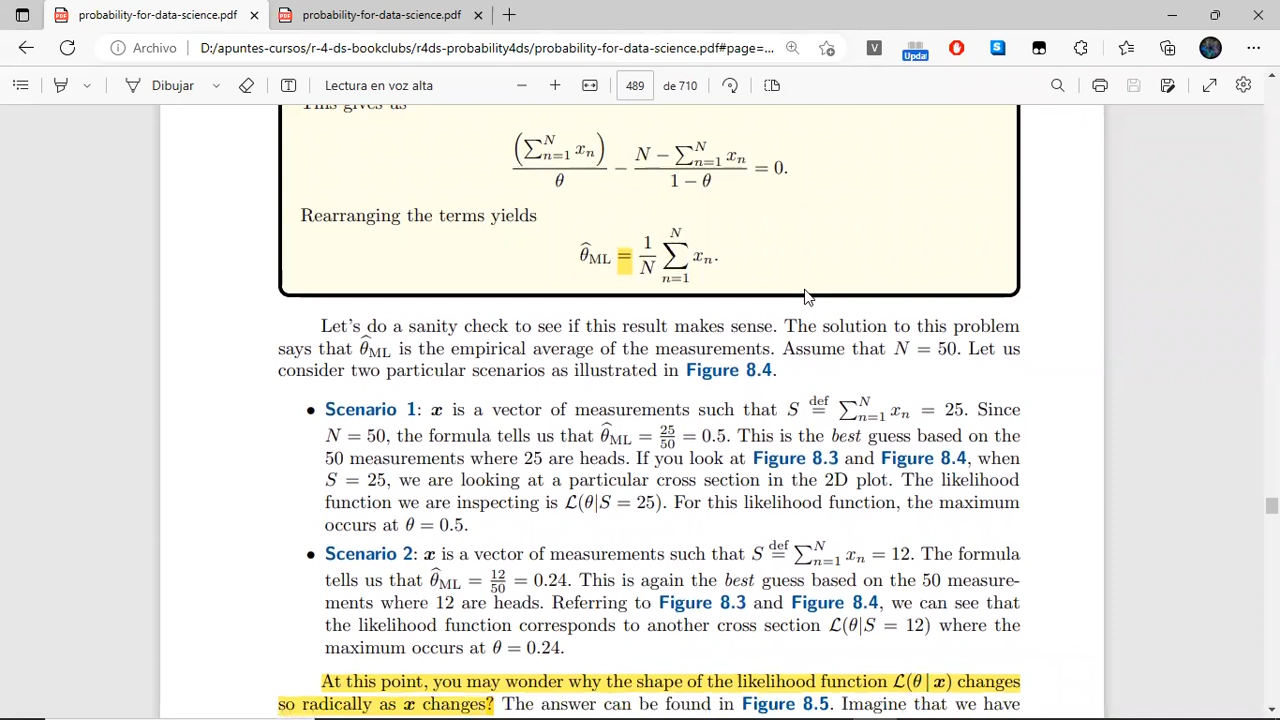 probability-for-data-science.pdf
probability-for-data-science.pdf
Archivo D:/apuntes-cursos/r-4-ds-bookclubs/r4ds-probability4ds/probability-for-data-science.pdf#page=...
V
Upda
S
Dibujar
Lectura en voz alta
489 de 710
This gives us
(∑_{n=1}^{N} x_n)/θ − (N − ∑_{n=1}^{N} x_n)/(1 − θ) = 0.
Rearranging the terms yields
θ̂_ML = 1/N ∑_{n=1}^{N} x_n.
Let's do a sanity check to see if this result makes sense. The solution to this problem
says that θ̂_ML is the empirical average of the measurements. Assume that N = 50. Let us
consider two particular scenarios as illustrated in Figure 8.4.
• Scenario 1: x is a vector of measurements such that S def= ∑_{n=1}^{N} x_n = 25. Since
N = 50, the formula tells us that θ̂_ML = 25/50 = 0.5. This is the best guess based on the
50 measurements where 25 are heads. If you look at Figure 8.3 and Figure 8.4, when
S = 25, we are looking at a particular cross section in the 2D plot. The likelihood
function we are inspecting is L(θ|S = 25). For this likelihood function, the maximum
occurs at θ = 0.5.
• Scenario 2: x is a vector of measurements such that S def= ∑_{n=1}^{N} x_n = 12. The formula
tells us that θ̂_ML = 12/50 = 0.24. This is again the best guess based on the 50 measure-
ments where 12 are heads. Referring to Figure 8.3 and Figure 8.4, we can see that
the likelihood function corresponds to another cross section L(θ|S = 12) where the
maximum occurs at θ = 0.24.
At this point, you may wonder why the shape of the likelihood function L(θ | x) changes
so radically as x changes? The answer can be found in Figure 8.5. Imagine that we have